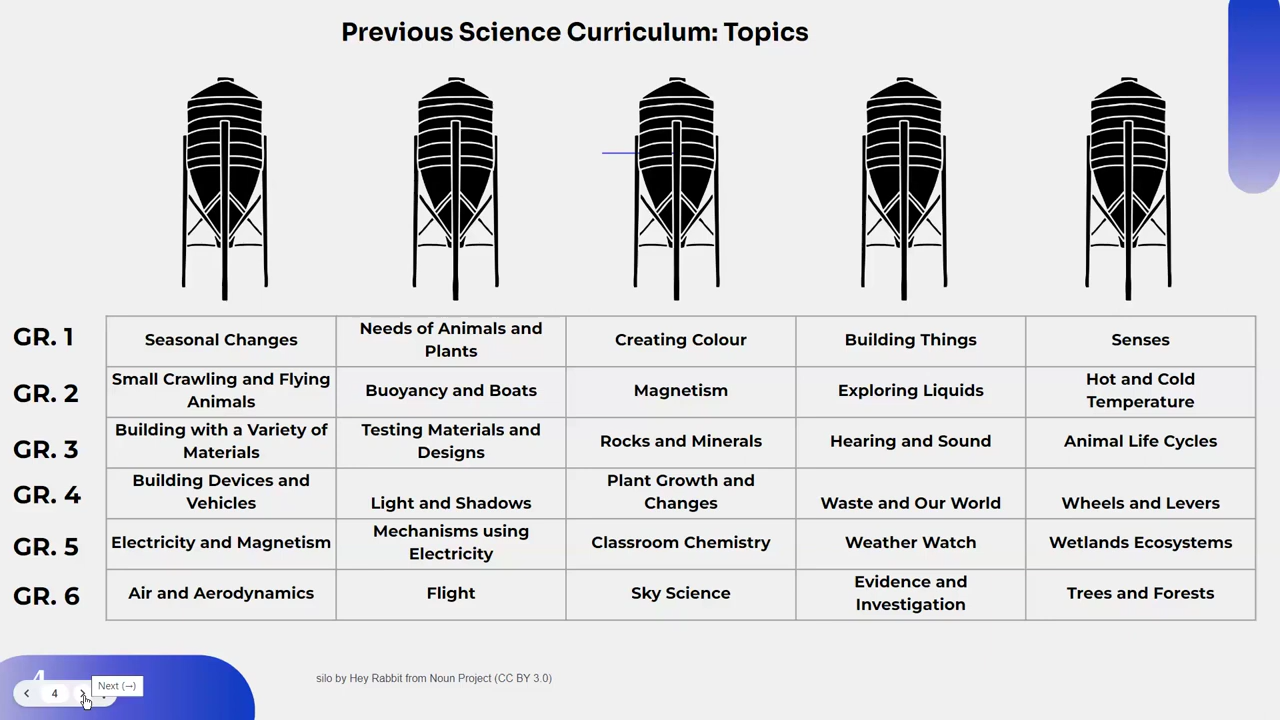 Previous Science Curriculum: Topics
GR. 1
Seasonal Changes
Needs of Animals and
Plants
Creating Colour
Building Things
Senses
GR. 2
Small Crawling and Flying
Animals
Buoyancy and Boats
Magnetism
Exploring Liquids
Hot and Cold
Temperature
GR. 3
Building with a Variety of
Materials
Testing Materials and
Designs
Rocks and Minerals
Hearing and Sound
Animal Life Cycles
GR. 4
Building Devices and
Vehicles
Light and Shadows
Plant Growth and
Changes
Waste and Our World
Wheels and Levers
GR. 5
Electricity and Magnetism
Mechanisms using
Electricity
Classroom Chemistry
Weather Watch
Wetlands Ecosystems
GR. 6
Air and Aerodynamics
Flight
Sky Science
Evidence and
Investigation
Trees and Forests
4
4
Next (→)
silo by Hey Rabbit from Noun Project (CC BY 3.0)